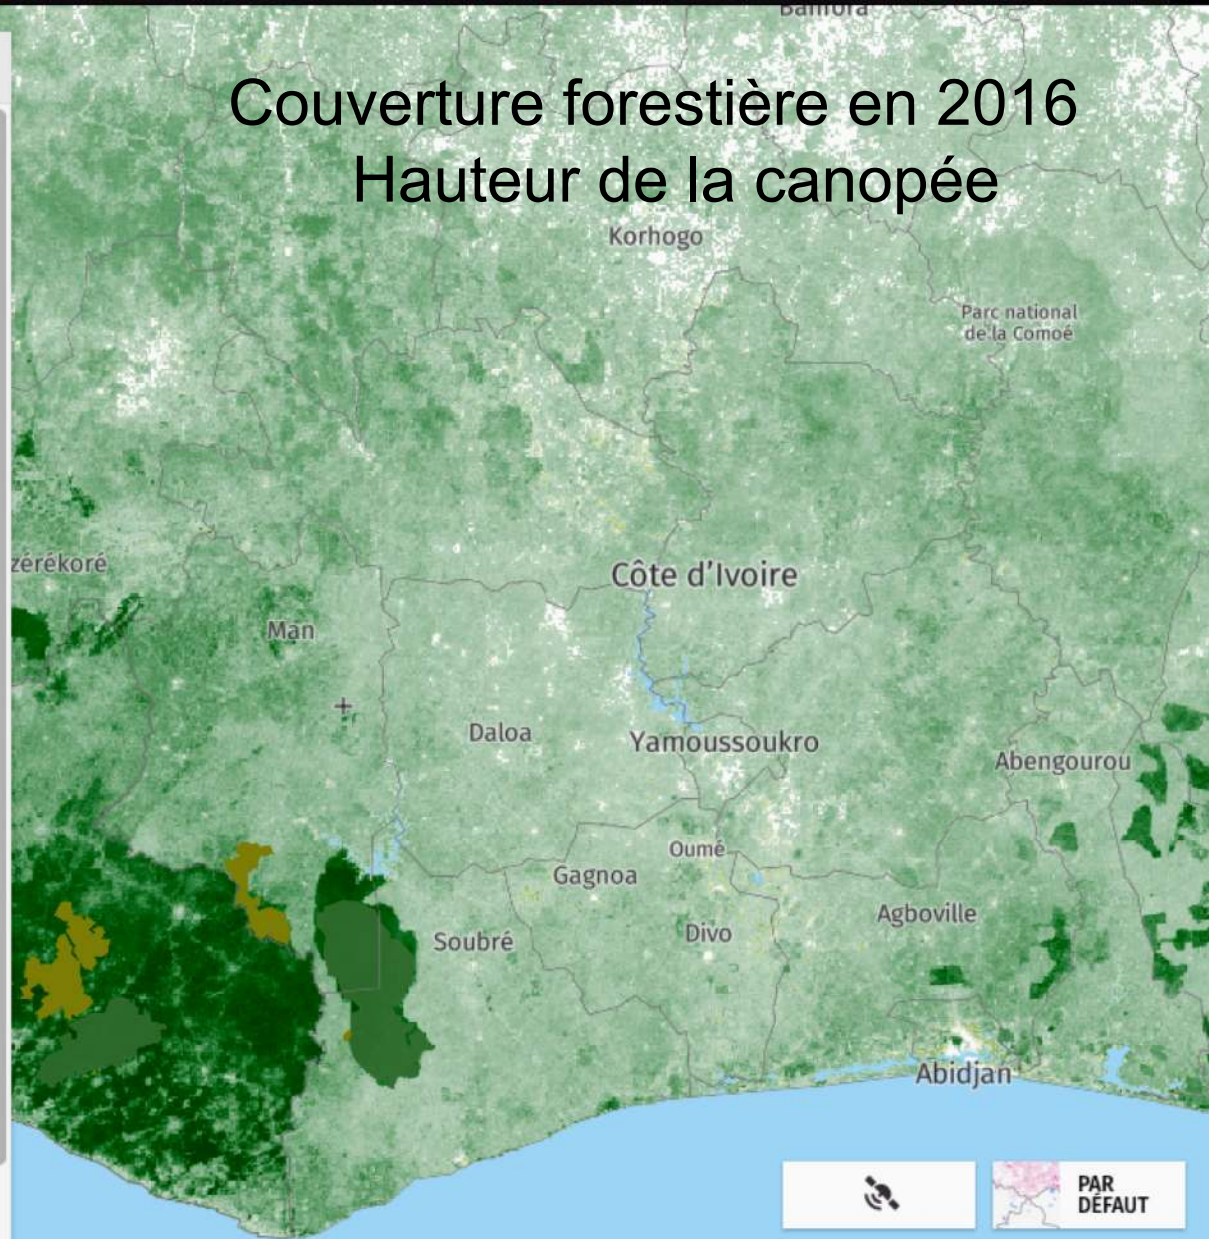 Banfora
Couverture forestière en 2016
Hauteur de la canopée
Korhogo
Parc national
de la Comoé
zérékoré
Côte d'Ivoire
Man
Daloa
Yamoussoukro
Abengourou
Oumé
Gagnoa
Agboville
Divo
Soubré
Abidjan
PAR
DÉFAUT